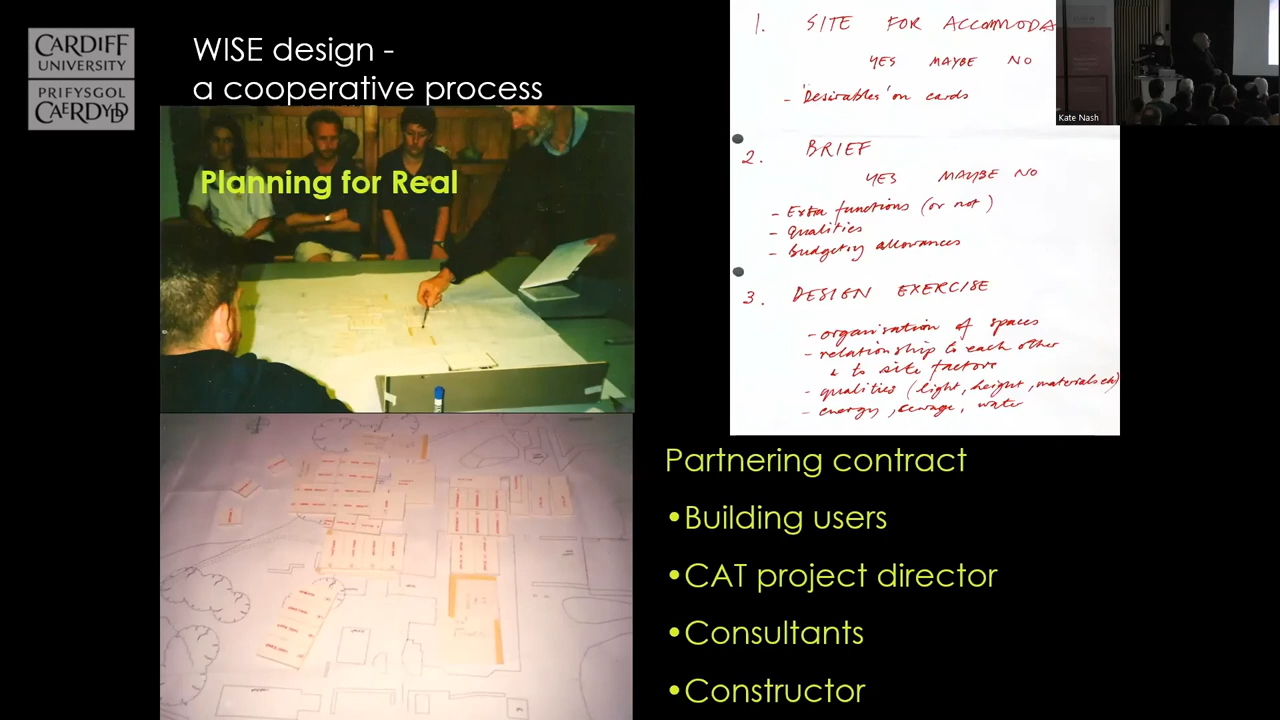 CARDIFF
UNIVERSITY
PRIFYSGOL
CAERDYDD
WISE design -
a cooperative process
Planning for Real
1. SITE FOR ACCOMMODA
YES MAYBE NO
- 'Desirables' on cards
2. BRIEF
YES MAYBE NO
- Extra functions (or not)
- qualities
- budgetry allowances
3. DESIGN EXERCISE
- organisation of spaces
- relationship to each other
& to site factors
- qualities (light, height, materials etc)
- energy, sewage, water
Kate Nash
Partnering contract
•Building users
•CAT project director
•Consultants
•Constructor